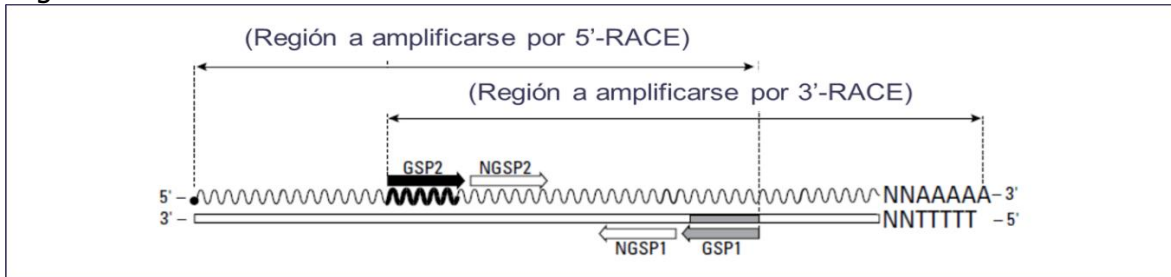 (Región a amplificarse por 5'-RACE)
(Región a amplificarse por 3'-RACE)
GSP2 NGSP2
5' – NNAAAAA – 3'
3' – NNTTTTT – 5'
NGSP1 GSP1